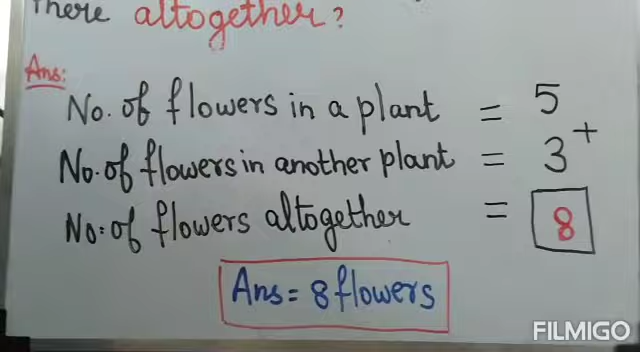 there altogether?
Ans:
No. of flowers in a plant = 5
No. of flowers in another plant = 3 +
No: of flowers altogether = 8
Ans = 8 flowers
FILMIGO